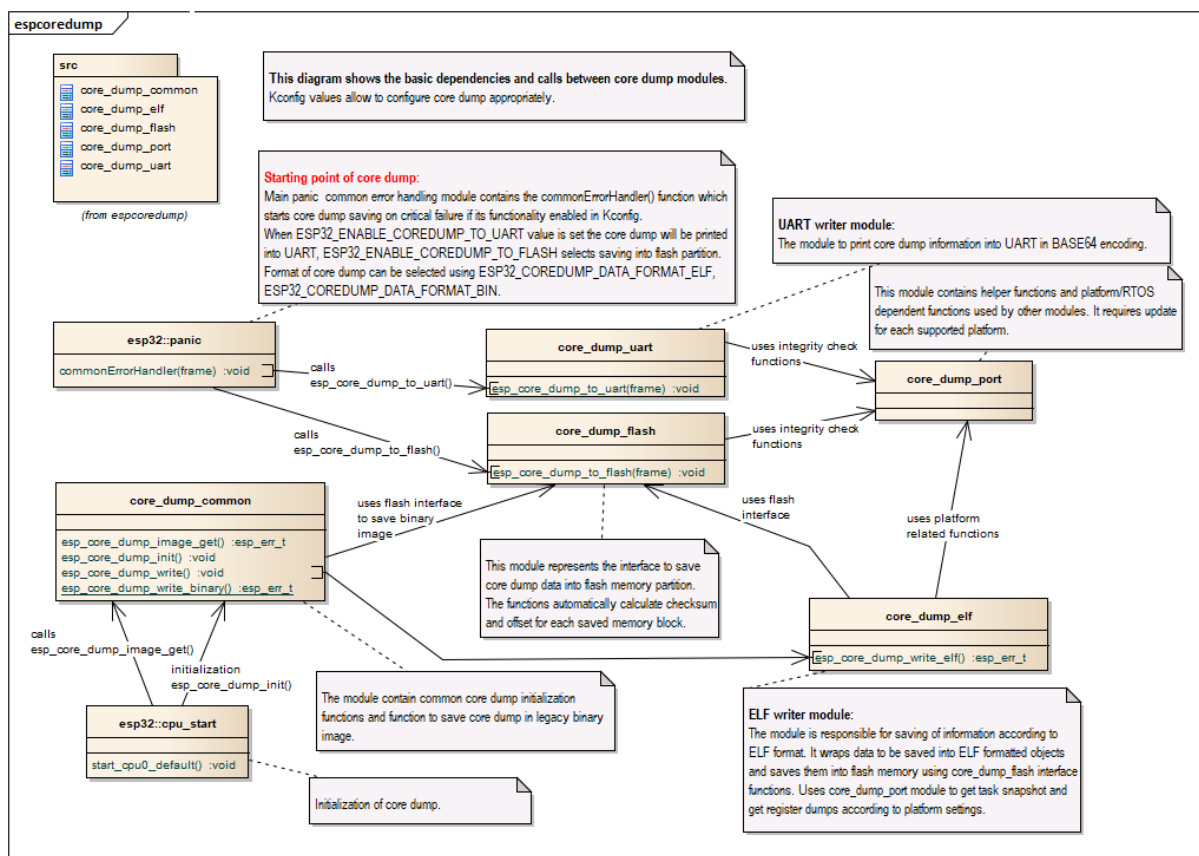 espcoredump
src
core_dump_common
core_dump_elf
core_dump_flash
core_dump_port
core_dump_uart
(from espcoredump)
This diagram shows the basic dependencies and calls between core dump modules.
Kconfig values allow to configure core dump appropriately.
Starting point of core dump:
Main panic common error handling module contains the commonErrorHandler() function which
starts core dump saving on critical failure if its functionality enabled in Kconfig.
When ESP32_ENABLE_COREDUMP_TO_UART value is set the core dump will be printed
into UART, ESP32_ENABLE_COREDUMP_TO_FLASH selects saving into flash partition.
Format of core dump can be selected using ESP32_COREDUMP_DATA_FORMAT_ELF,
ESP32_COREDUMP_DATA_FORMAT_BIN.
UART writer module:
The module to print core dump information into UART in BASE64 encoding.
This module contains helper functions and platform/RTOS
dependent functions used by other modules. It requires update
for each supported platform.
esp32::panic
commonErrorHandler(frame) :void
calls
esp_core_dump_to_uart()
core_dump_uart
esp_core_dump_to_uart(frame) :void
uses integrity check
functions
core_dump_port
calls
esp_core_dump_to_flash()
core_dump_flash
esp_core_dump_to_flash(frame) :void
uses integrity check
functions
core_dump_common
esp_core_dump_image_get() :esp_err_t
esp_core_dump_init() :void
esp_core_dump_write() :void
esp_core_dump_write_binary() :esp_err_t
uses flash interface
to save binary
image
uses flash
interface
uses platform
related functions
This module represents the interface to save
core dump data into flash memory partition.
The functions automatically calculate checksum
and offset for each saved memory block.
core_dump_elf
esp_core_dump_write_elf() :esp_err_t
calls
esp_core_dump_image_get()
initialization
esp_core_dump_init()
The module contain common core dump initialization
functions and function to save core dump in legacy binary
image.
esp32::cpu_start
start_cpu0_default() :void
Initialization of core dump.
ELF writer module:
The module is responsible for saving of information according to
ELF format. It wraps data to be saved into ELF formatted objects
and saves them into flash memory using core_dump_flash interface
functions. Uses core_dump_port module to get task snapshot and
get register dumps according to platform settings.